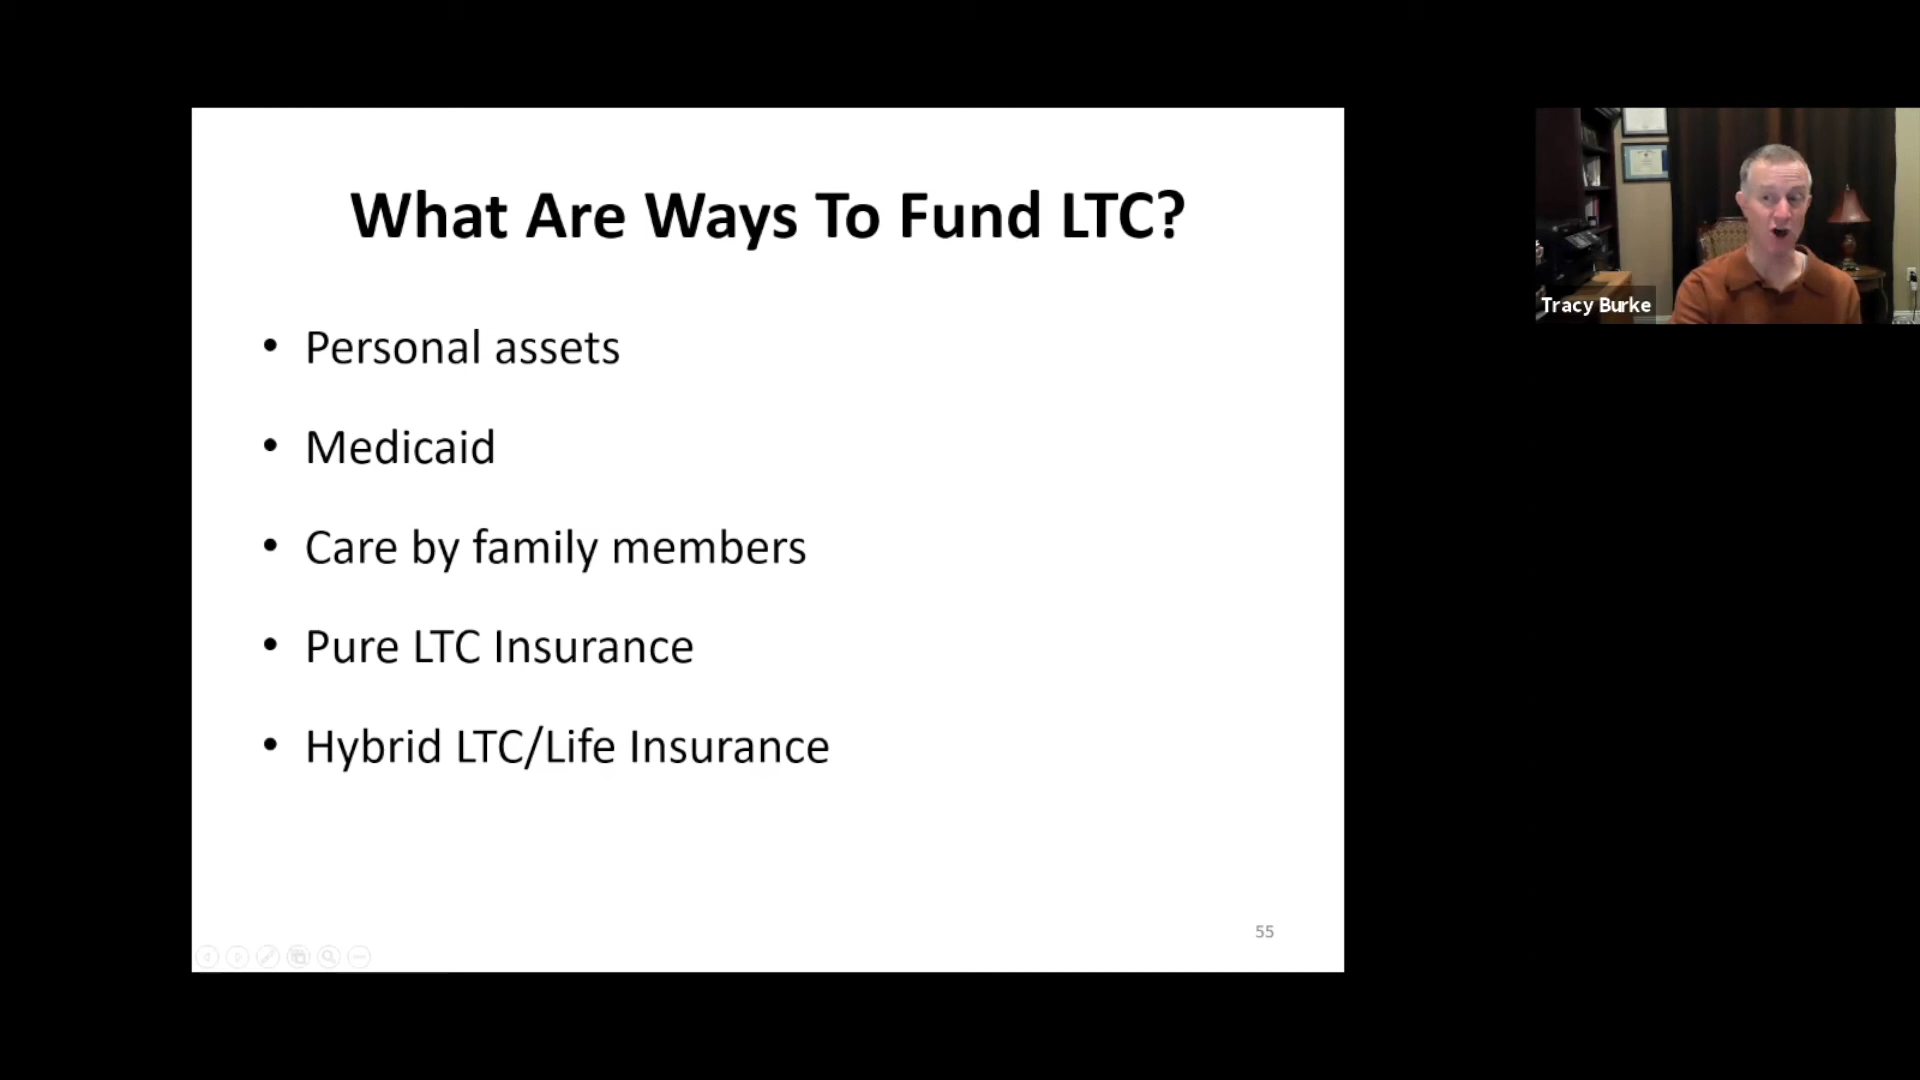 What Are Ways To Fund LTC?
• Personal assets
• Medicaid
• Care by family members
• Pure LTC Insurance
• Hybrid LTC/Life Insurance
55
Tracy Burke